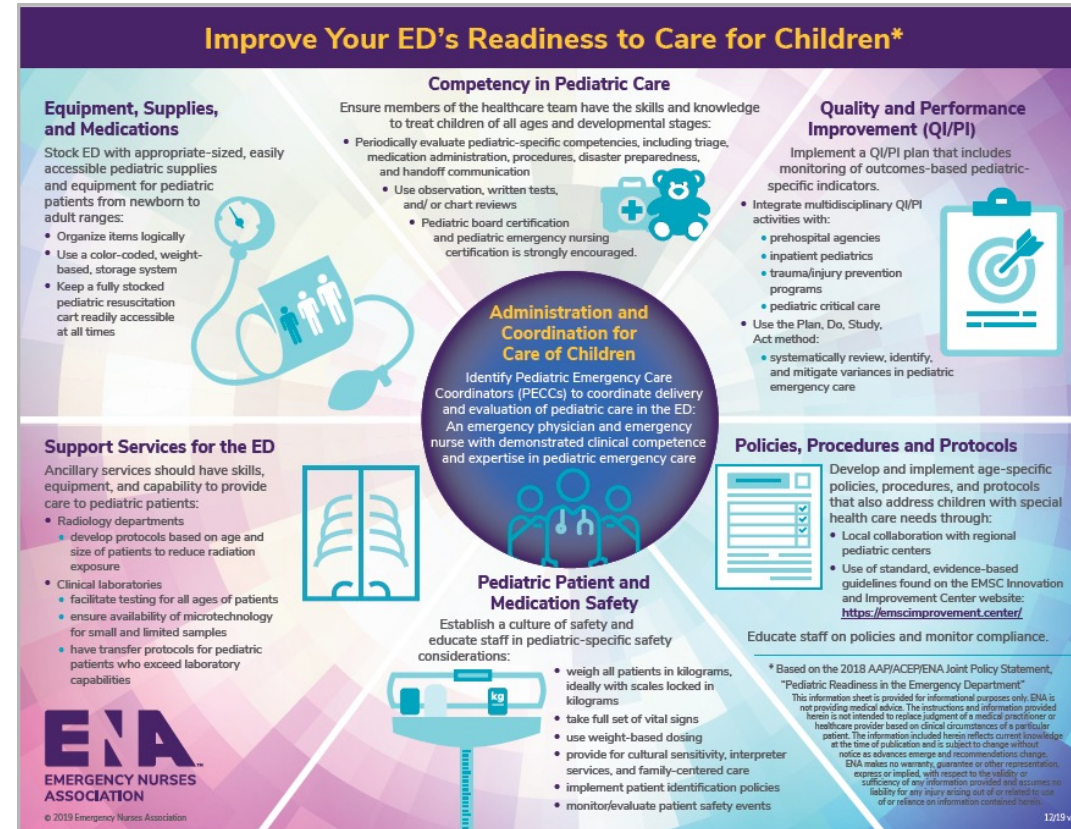 Improve Your ED's Readiness to Care for Children*
Equipment, Supplies,
and Medications
Stock ED with appropriate-sized, easily
accessible pediatric supplies
and equipment for pediatric
patients from newborn to
adult ranges:
• Organize items logically
• Use a color-coded, weight-
based, storage system
• Keep a fully stocked
pediatric resuscitation
cart readily accessible
at all times
Competency in Pediatric Care
Ensure members of the healthcare team have the skills and knowledge
to treat children of all ages and developmental stages:
• Periodically evaluate pediatric-specific competencies, including triage,
medication administration, procedures, disaster preparedness,
and handoff communication
• Use observation, written tests,
and/ or chart reviews
• Pediatric board certification
and pediatric emergency nursing
certification is strongly encouraged.
Quality and Performance
Improvement (QI/PI)
Implement a QI/PI plan that includes
monitoring of outcomes-based pediatric-
specific indicators.
• Integrate multidisciplinary QI/PI
activities with:
• prehospital agencies
• inpatient pediatrics
• trauma/injury prevention
programs
• pediatric critical care
• Use the Plan, Do, Study,
Act method:
• systematically review, identify,
and mitigate variances in pediatric
emergency care
Administration and
Coordination for
Care of Children
Identify Pediatric Emergency Care
Coordinators (PECCs) to coordinate delivery
and evaluation of pediatric care in the ED:
An emergency physician and emergency
nurse with demonstrated clinical competence
and expertise in pediatric emergency care
Support Services for the ED
Ancillary services should have skills,
equipment, and capability to provide
care to pediatric patients:
• Radiology departments
• develop protocols based on age and
size of patients to reduce radiation
exposure
• Clinical laboratories
• facilitate testing for all ages of patients
• ensure availability of microtechnology
for small and limited samples
• have transfer protocols for pediatric
patients who exceed laboratory
capabilities
Pediatric Patient and
Medication Safety
Establish a culture of safety and
educate staff in pediatric-specific safety
considerations:
kg
• weigh all patients in kilograms,
ideally with scales locked in
kilograms
• take full set of vital signs
• use weight-based dosing
• provide for cultural sensitivity, interpreter
services, and family-centered care
• implement patient identification policies
• monitor/evaluate patient safety events
Policies, Procedures and Protocols
Develop and implement age-specific
policies, procedures, and protocols
that also address children with special
health care needs through:
• Local collaboration with regional
pediatric centers
• Use of standard, evidence-based
guidelines found on the EMSC Innovation
and Improvement Center website:
https://emscimprovement.center/
Educate staff on policies and monitor compliance.
* Based on the 2018 AAP/ACEP/ENA Joint Policy Statement,
"Pediatric Readiness in the Emergency Department"
This information sheet is provided for informational purposes only. ENA is
not providing medical advice. The instructions and information provided
herein is not intended to replace judgment of a medical practitioner or
healthcare provider based on clinical circumstances of a particular
patient. The information included herein reflects current knowledge
at the time of publication and is subject to change without
notice as advances emerge and recommendations change.
ENA makes no warranty, guarantee or other representation,
express or implied, with respect to the validity or
sufficiency of any information provided and assumes no
liability for any injury arising out of or related to use
of or reliance on information contained herein.
ENA™
EMERGENCY NURSES
ASSOCIATION
© 2019 Emergency Nurses Association
12/19 v